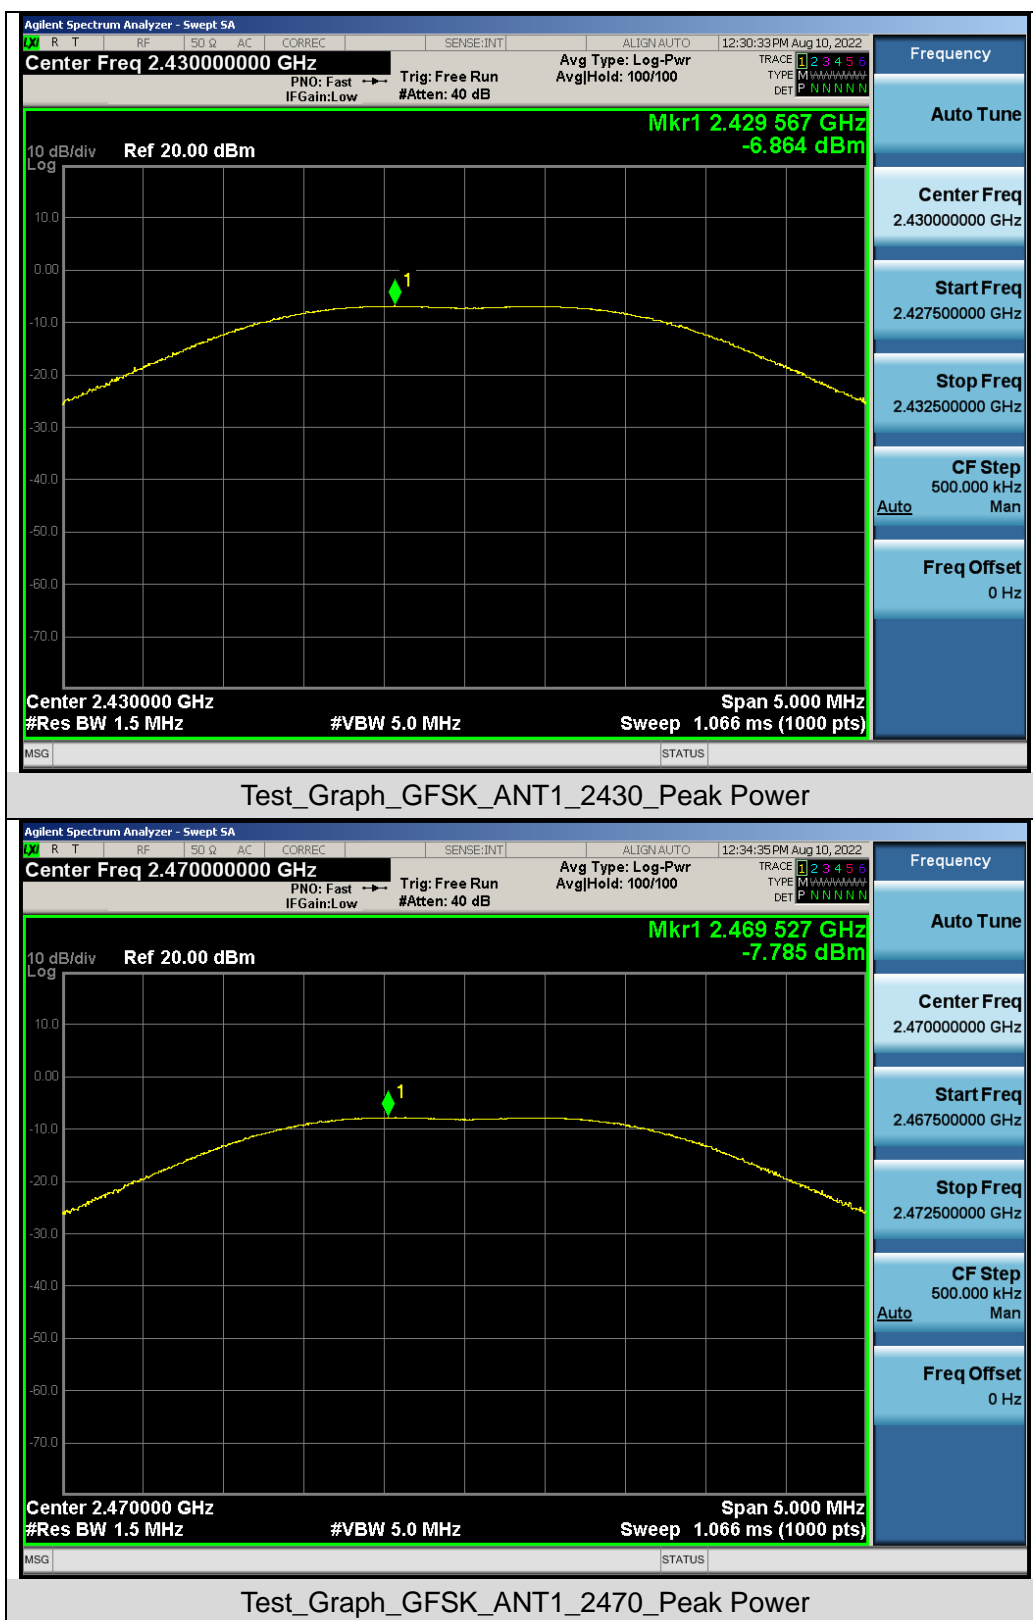 Agilent Spectrum Analyzer - Swept SA
LXI R T RF 50 Ω AC CORREC SENSE:INT ALIGN AUTO 12:30:33 PM Aug 10, 2022
Center Freq 2.430000000 GHz
PNO: Fast
IFGain:Low
Trig: Free Run
#Atten: 40 dB
Avg Type: Log-Pwr
Avg|Hold: 100/100
TRACE 1 2 3 4 5 6
TYPE M
DET P N N N N N
Frequency
Mkr1 2.429 567 GHz
-6.864 dBm
10 dB/div
Log
Ref 20.00 dBm
10.0
0.00
-10.0
-20.0
-30.0
-40.0
-50.0
-60.0
-70.0
1
Auto Tune
Center Freq
2.430000000 GHz
Start Freq
2.427500000 GHz
Stop Freq
2.432500000 GHz
CF Step
500.000 kHz
Auto Man
Freq Offset
0 Hz
Center 2.430000 GHz Span 5.000 MHz
#Res BW 1.5 MHz #VBW 5.0 MHz Sweep 1.066 ms (1000 pts)
MSG STATUS
Test_Graph_GFSK_ANT1_2430_Peak Power
Agilent Spectrum Analyzer - Swept SA
LXI R T RF 50 Ω AC CORREC SENSE:INT ALIGN AUTO 12:34:35 PM Aug 10, 2022
Center Freq 2.470000000 GHz
PNO: Fast
IFGain:Low
Trig: Free Run
#Atten: 40 dB
Avg Type: Log-Pwr
Avg|Hold: 100/100
TRACE 1 2 3 4 5 6
TYPE M
DET P N N N N N
Frequency
Mkr1 2.469 527 GHz
-7.785 dBm
10 dB/div
Log
Ref 20.00 dBm
10.0
0.00
-10.0
-20.0
-30.0
-40.0
-50.0
-60.0
-70.0
1
Auto Tune
Center Freq
2.470000000 GHz
Start Freq
2.467500000 GHz
Stop Freq
2.472500000 GHz
CF Step
500.000 kHz
Auto Man
Freq Offset
0 Hz
Center 2.470000 GHz Span 5.000 MHz
#Res BW 1.5 MHz #VBW 5.0 MHz Sweep 1.066 ms (1000 pts)
MSG STATUS
Test_Graph_GFSK_ANT1_2470_Peak Power